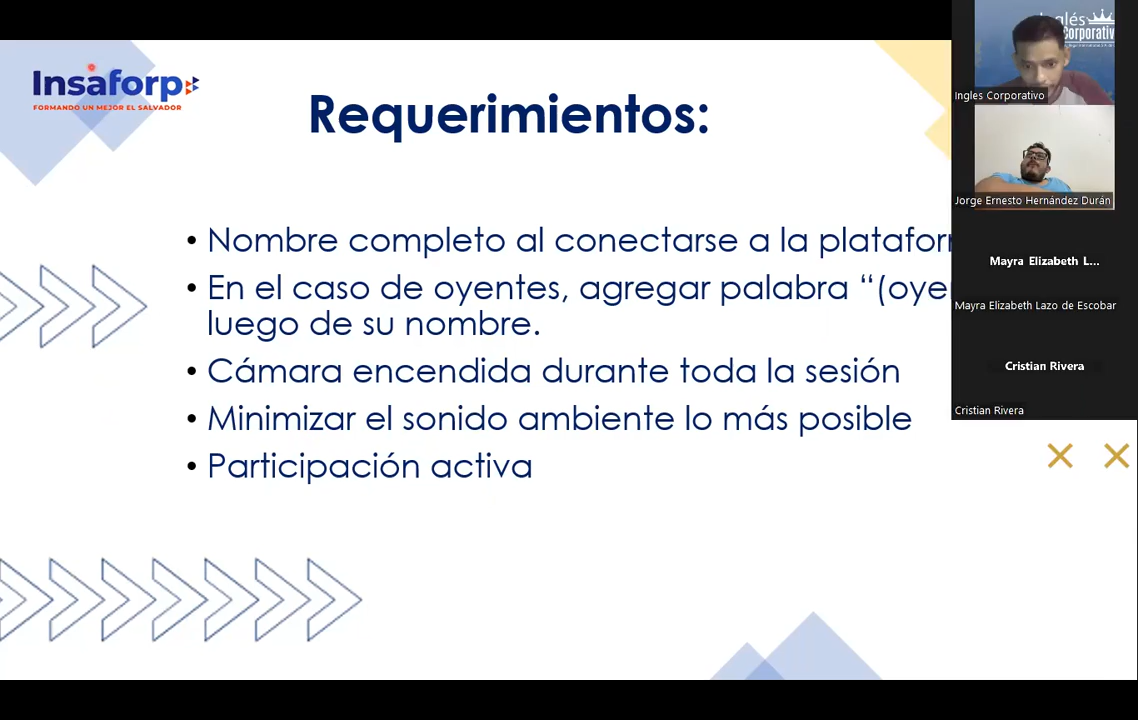 Insaforp
FORMANDO UN MEJOR EL SALVADOR
Requerimientos:
• Nombre completo al conectarse a la platafor
• En el caso de oyentes, agregar palabra “(oye
luego de su nombre.
• Cámara encendida durante toda la sesión
• Minimizar el sonido ambiente lo más posible
• Participación activa
Ingles Corporativo
Jorge Ernesto Hernández Durán
Mayra Elizabeth L...
Mayra Elizabeth Lazo de Escobar
Cristian Rivera
Cristian Rivera